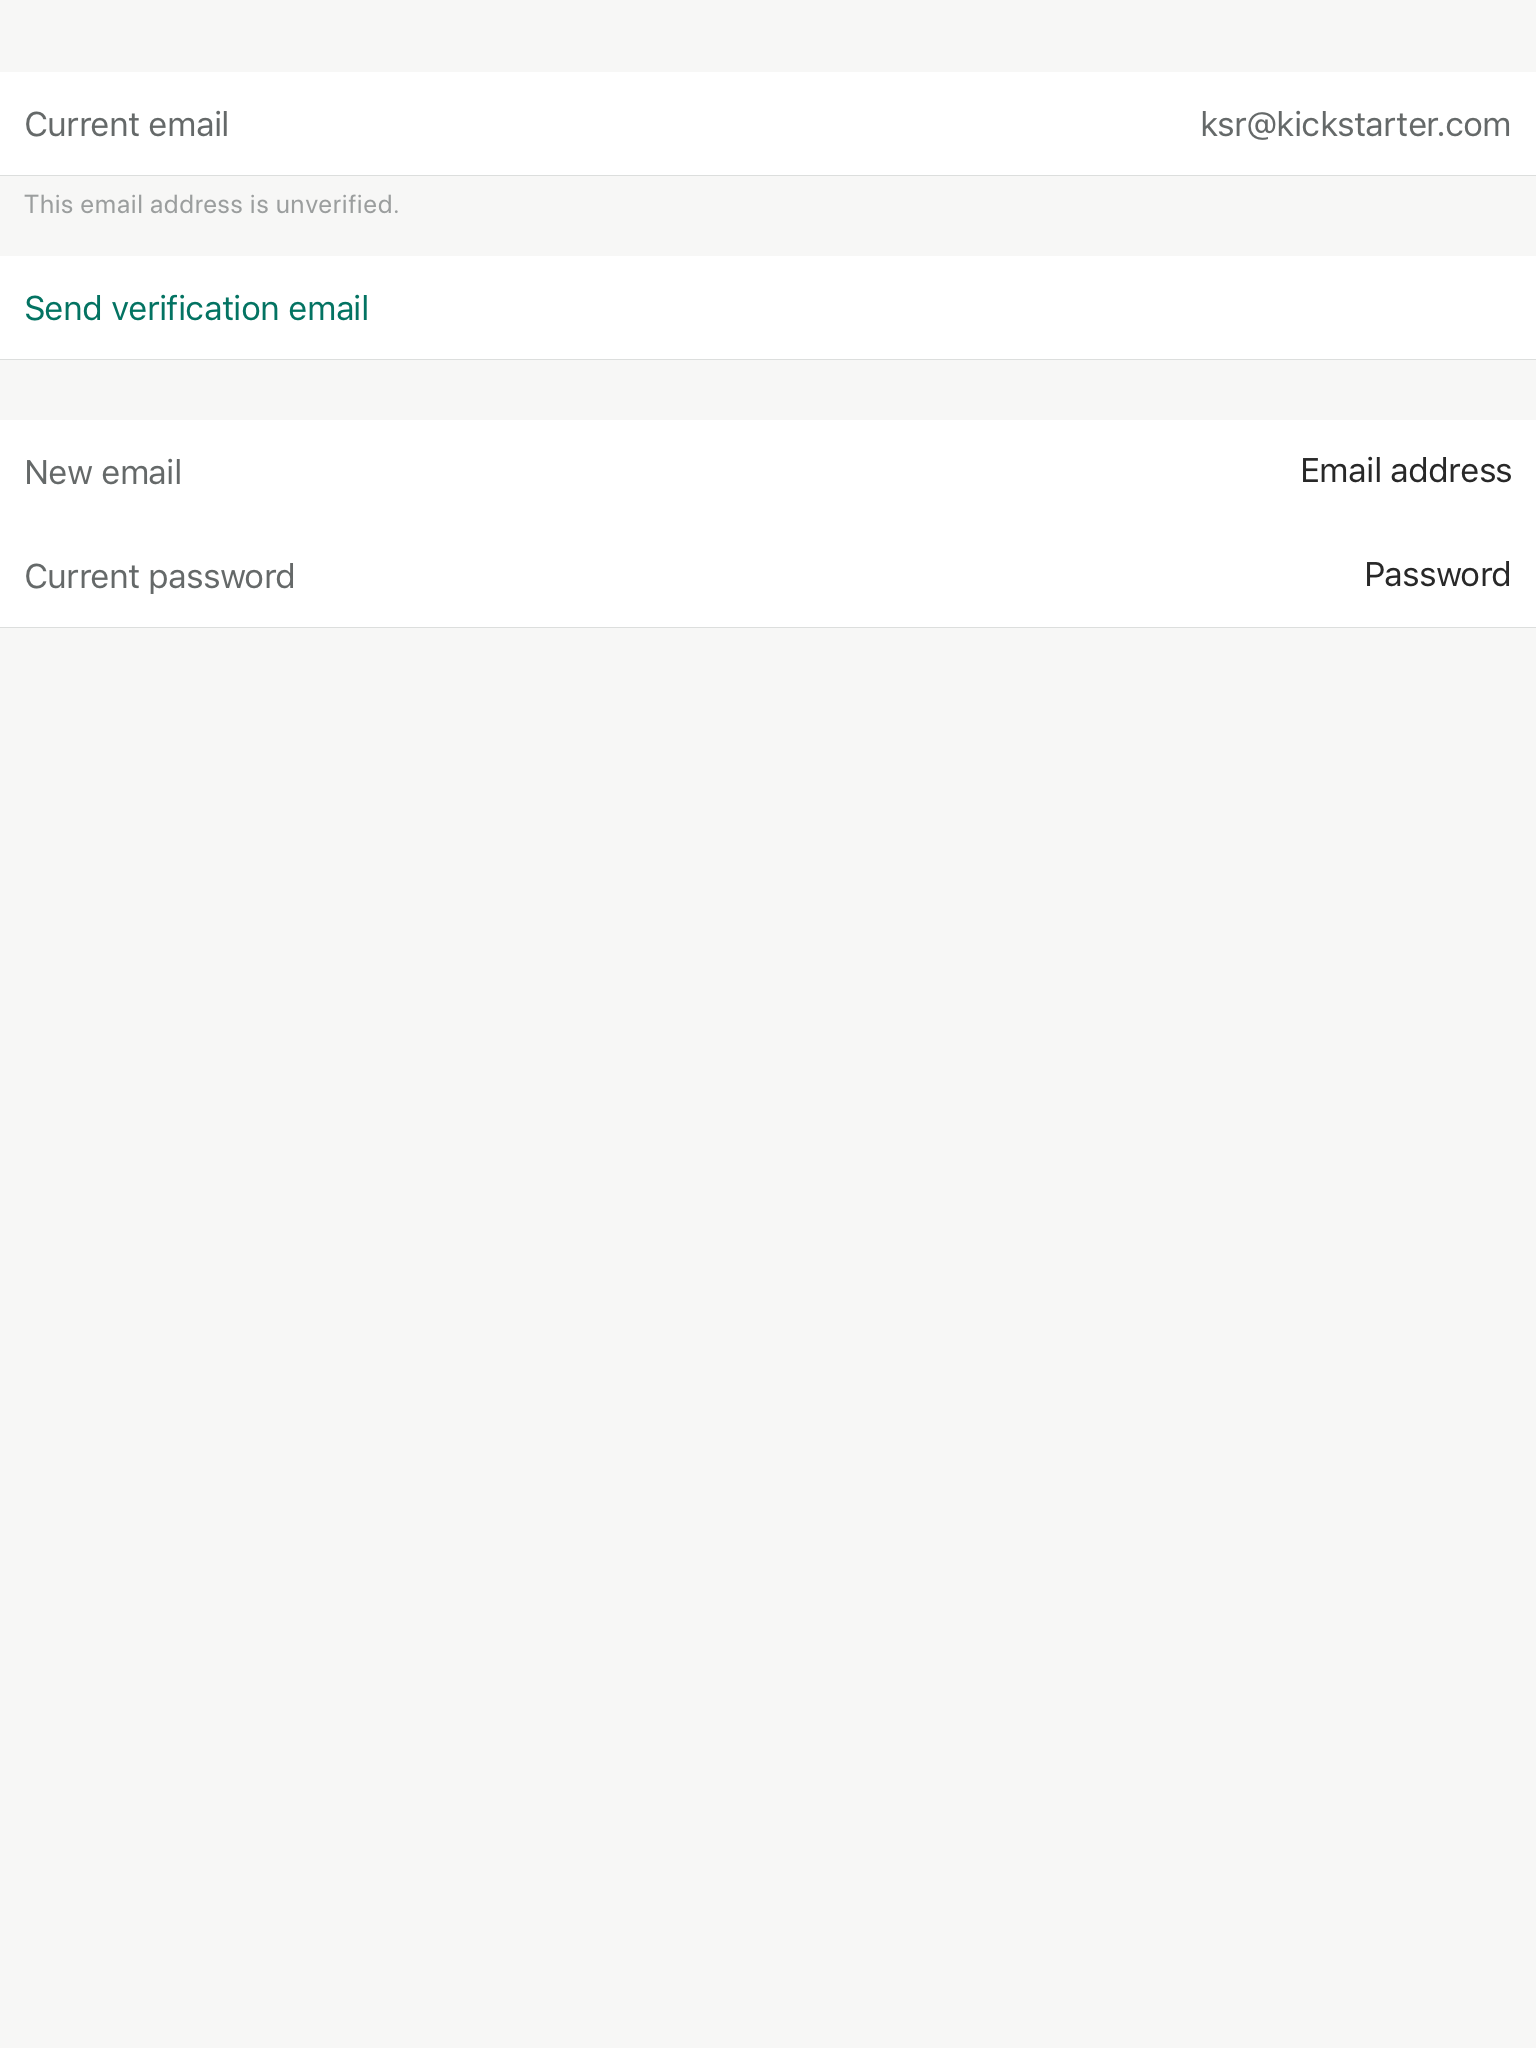 Current email ksr@kickstarter.com
This email address is unverified.
Send verification email
New email Email address
Current password Password